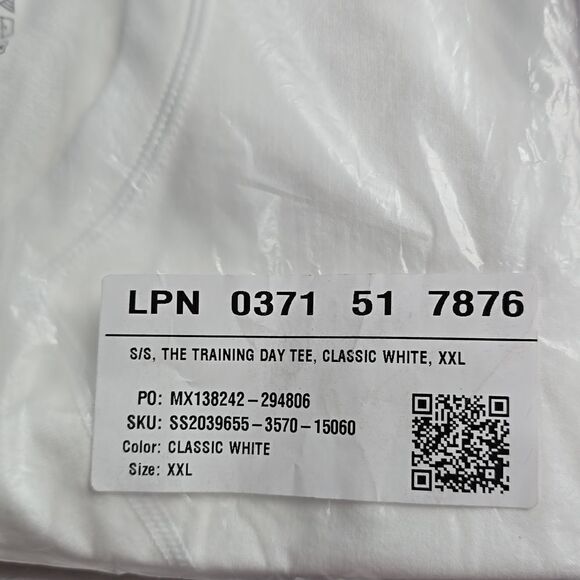 LPN 0371 51 7876
S/S, THE TRAINING DAY TEE, CLASSIC WHITE, XXL
PO: MX138242-294806
SKU: SS2039655-3570-15060
Color: CLASSIC WHITE
Size: XXL